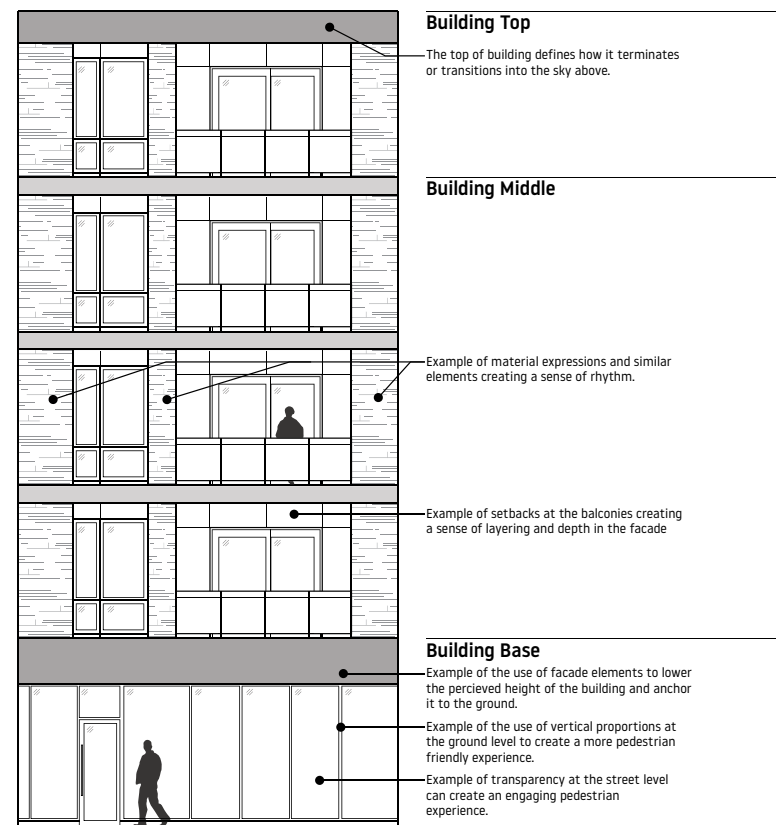 Building Top
The top of building defines how it terminates
or transitions into the sky above.
Building Middle
Example of material expressions and similar
elements creating a sense of rhythm.
Example of setbacks at the balconies creating
a sense of layering and depth in the facade
Building Base
Example of the use of facade elements to lower
the percieved height of the building and anchor
it to the ground.
Example of the use of vertical proportions at
the ground level to create a more pedestrian
friendly experience.
Example of transparency at the street level
can create an engaging pedestrian
experience.